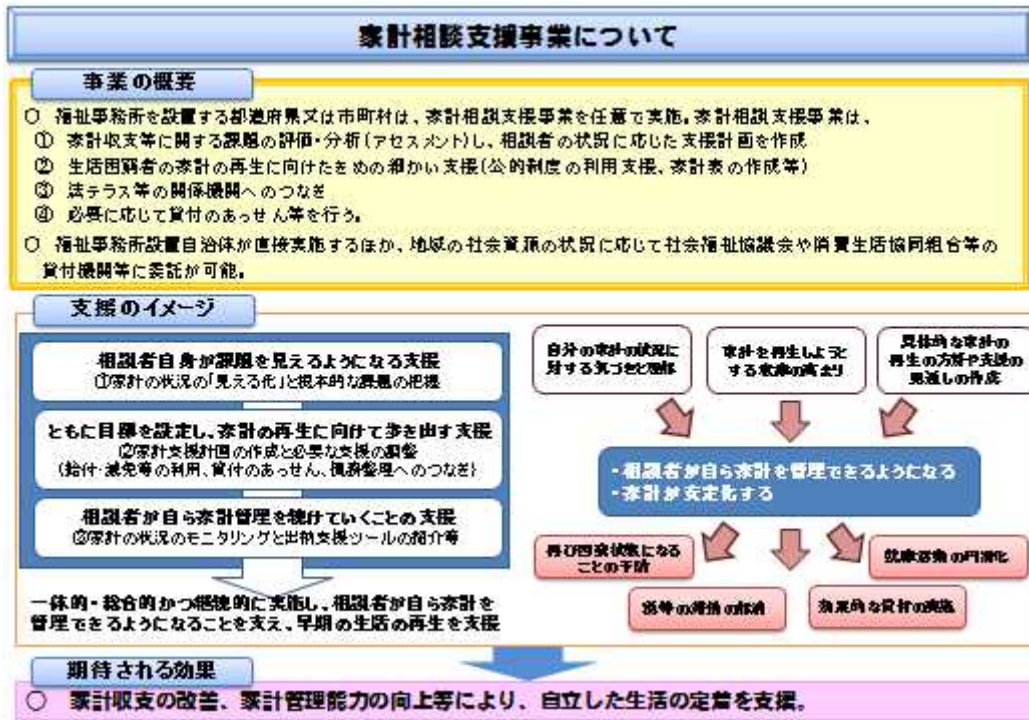 家計相談支援事業について
事業の概要
○ 福祉事務所を設置する都道府県又は市町村は、家計相談支援事業を任意で実施。家計相談支援事業は、
① 家計収支等に関する課題の評価・分析(アセスメント)し、相談者の状況に応じた支援計画を作成
② 生活困窮者の家計の再生に向けたきめの細かい支援(公的制度の利用支援、家計表の作成等)
③ 法テラス等の関係機関へのつなぎ
④ 必要に応じて貸付のあっせん等を行う。
○ 福祉事務所設置自治体が直接実施するほか、地域の社会資源の状況に応じて社会福祉協議会や消費生活協同組合等の
貸付機関等に委託が可能。
支援のイメージ
相談者自身が課題を見えるようになる支援
①家計の状況の「見える化」と根本的な課題の把握
ともに目標を設定し、家計の再生に向けて歩き出す支援
②家計支援計画の作成と必要な支援の調整
(給付・減免等の利用、貸付のあっせん、債務整理へのつなぎ)
相談者が自ら家計管理を続けていくことの支援
③家計の状況のモニタリングと出納支援ツールの紹介等
一体的・総合的かつ継続的に実施し、相談者が自ら家計を
管理できるようになることを支え、早期の生活の再生を支援
自分の家計の状況に
対する気づきと理解
家計を再生しようと
する意欲の高まり
具体的な家計の
再生の方針や支援の
見通しの作成
・相談者が自ら家計を管理できるようになる
・家計が安定化する
再び困窮状態になる
ことの予防
税等の滞納の解消
効果的な貸付の実施
就労活動の円滑化
期待される効果
○ 家計収支の改善、家計管理能力の向上等により、自立した生活の定着を支援。